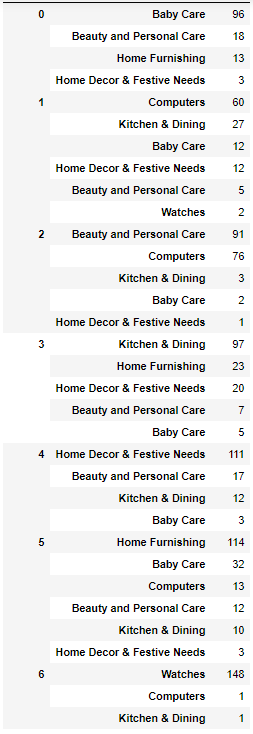 0 Baby Care 96
Beauty and Personal Care 18
Home Furnishing 13
Home Decor & Festive Needs 3
1 Computers 60
Kitchen & Dining 27
Baby Care 12
Home Decor & Festive Needs 12
Beauty and Personal Care 5
Watches 2
2 Beauty and Personal Care 91
Computers 76
Kitchen & Dining 3
Baby Care 2
Home Decor & Festive Needs 1
3 Kitchen & Dining 97
Home Furnishing 23
Home Decor & Festive Needs 20
Beauty and Personal Care 7
Baby Care 5
4 Home Decor & Festive Needs 111
Beauty and Personal Care 17
Kitchen & Dining 12
Baby Care 3
5 Home Furnishing 114
Baby Care 32
Computers 13
Beauty and Personal Care 12
Kitchen & Dining 10
Home Decor & Festive Needs 3
6 Watches 148
Computers 1
Kitchen & Dining 1